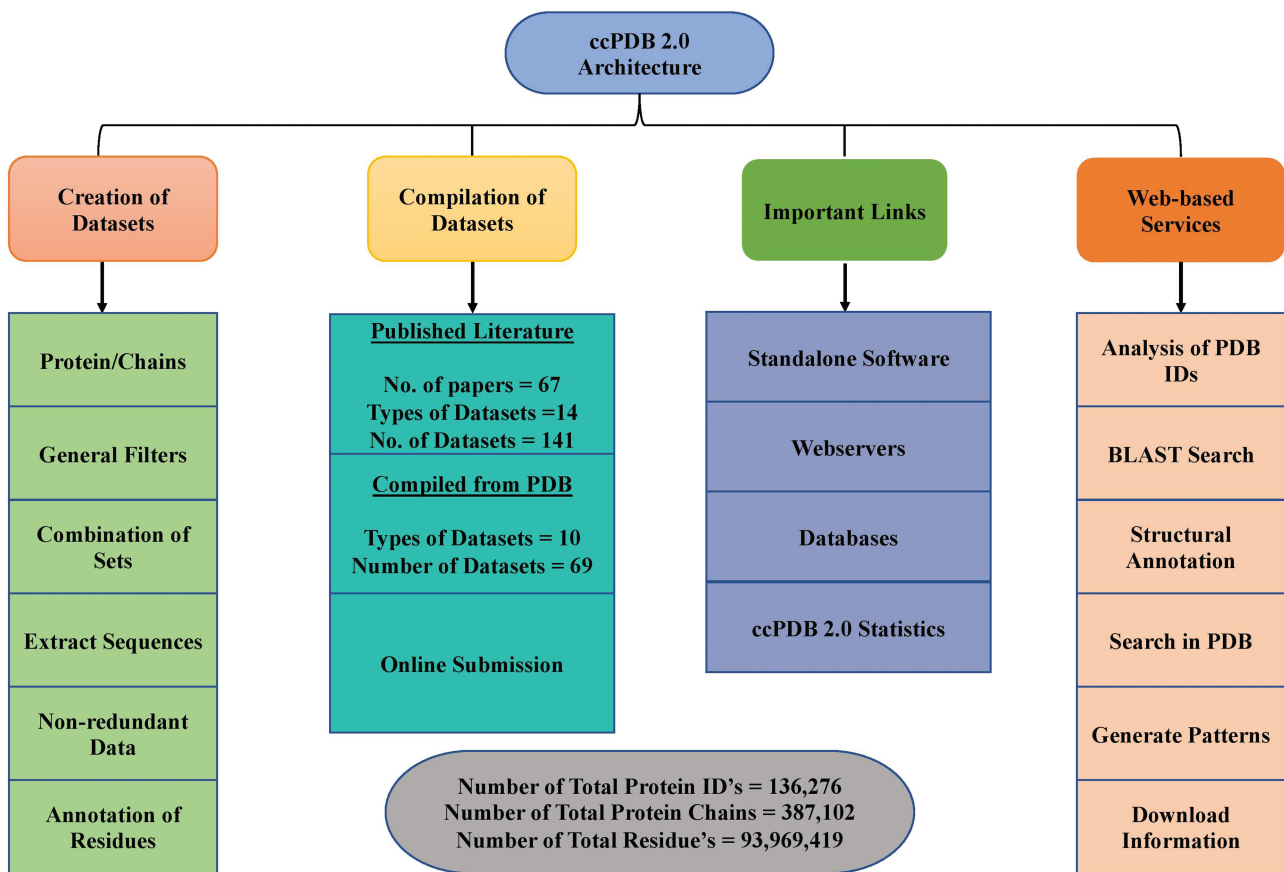 ccPDB 2.0
Architecture
Creation of
Datasets
Protein/Chains
General Filters
Combination of
Sets
Extract Sequences
Non-redundant
Data
Annotation of
Residues
Compilation of
Datasets
Published Literature
No. of papers = 67
Types of Datasets =14
No. of Datasets = 141
Compiled from PDB
Types of Datasets = 10
Number of Datasets = 69
Online Submission
Important Links
Standalone Software
Webservers
Databases
ccPDB 2.0 Statistics
Web-based
Services
Analysis of PDB
IDs
BLAST Search
Structural
Annotation
Search in PDB
Generate Patterns
Download
Information
Number of Total Protein ID's = 136,276
Number of Total Protein Chains = 387,102
Number of Total Residue's = 93,969,419